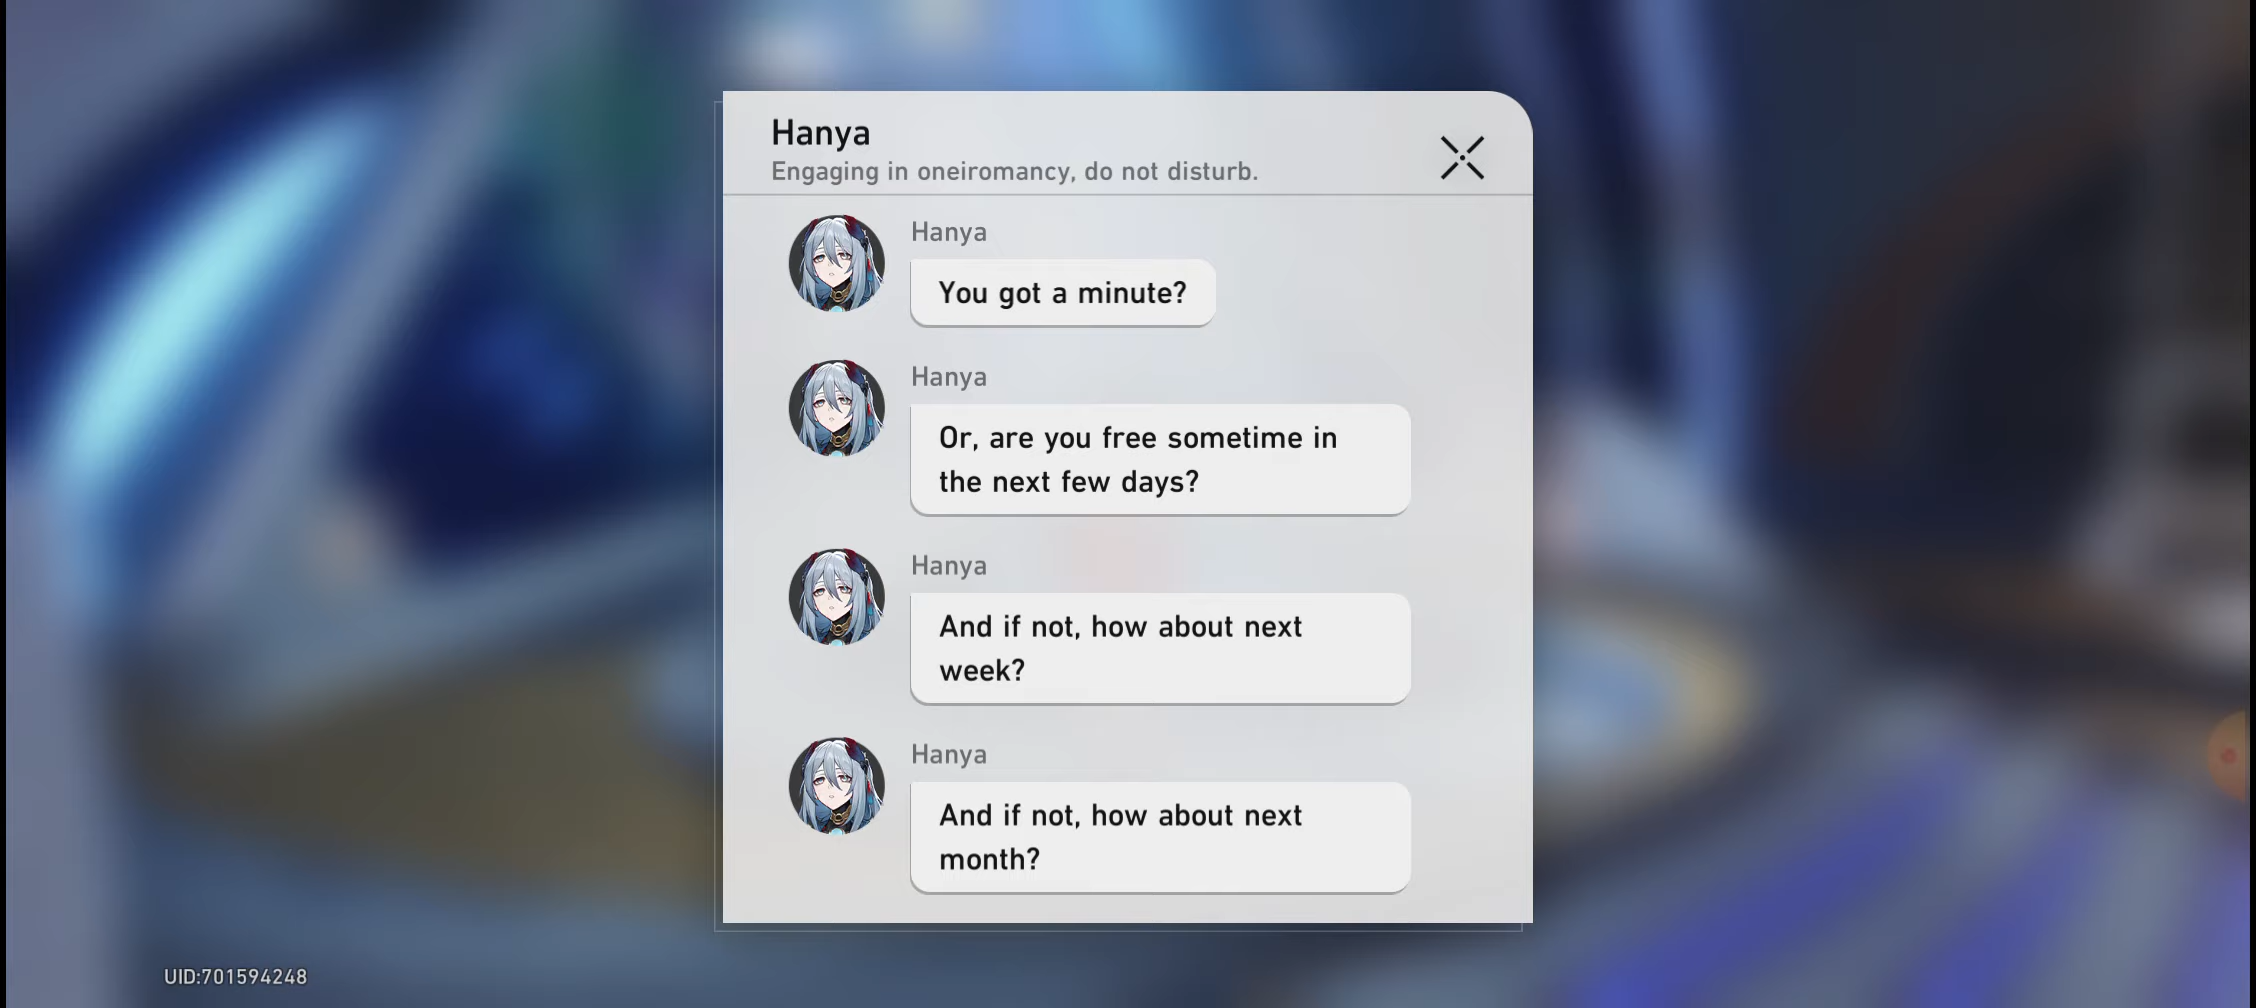 Hanya
Engaging in oneiromancy, do not disturb.
Hanya
You got a minute?
Hanya
Or, are you free sometime in
the next few days?
Hanya
And if not, how about next
week?
Hanya
And if not, how about next
month?
UID:701594248